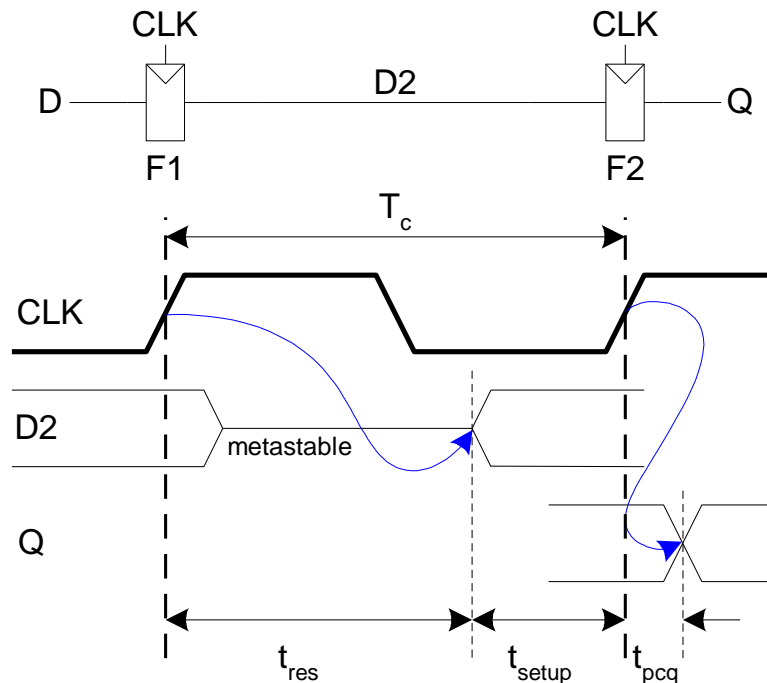 CLK CLK
D D2 Q
F1 F2
T_c
CLK
D2
metastable
Q
t_res t_setup t_pcq